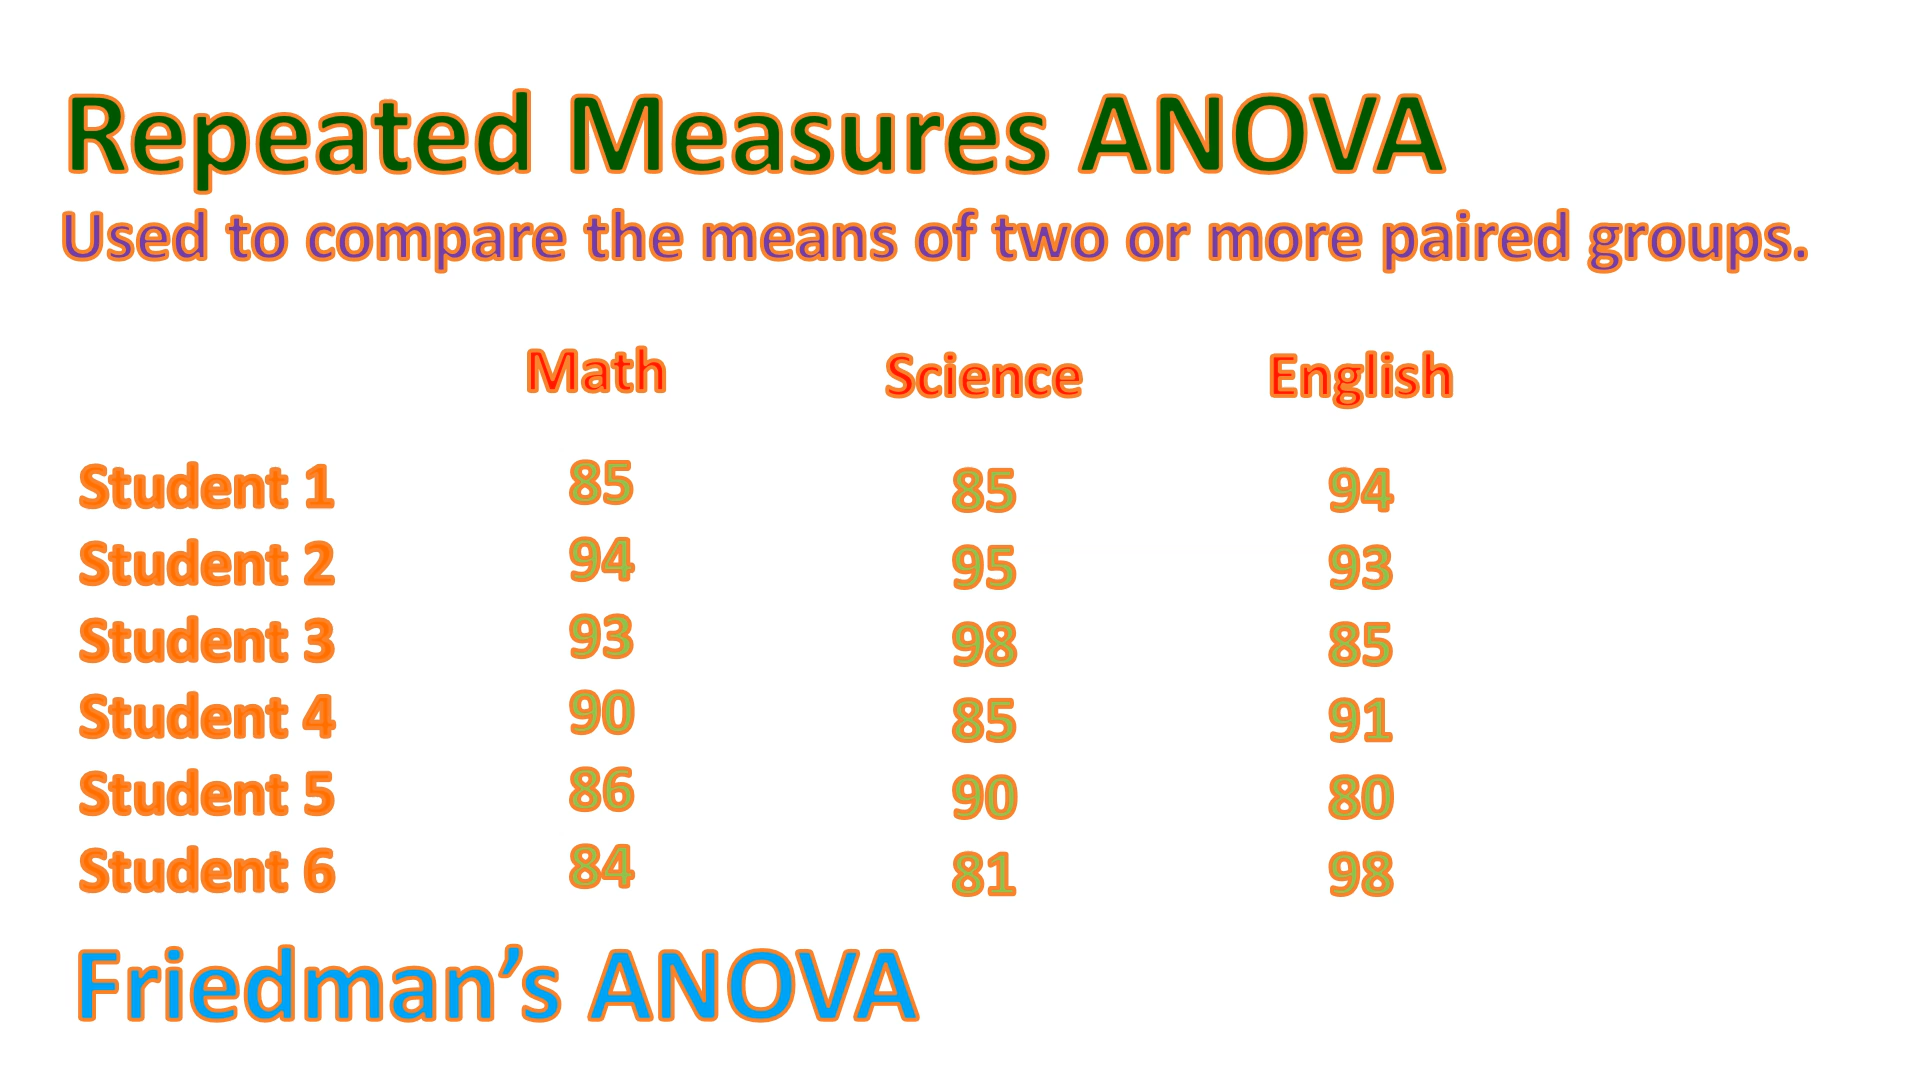 Repeated Measures ANOVA
Used to compare the means of two or more paired groups.
Math Science English
Student 1 85 85 94
Student 2 94 95 93
Student 3 93 98 85
Student 4 90 85 91
Student 5 86 90 80
Student 6 84 81 98
Friedman’s ANOVA